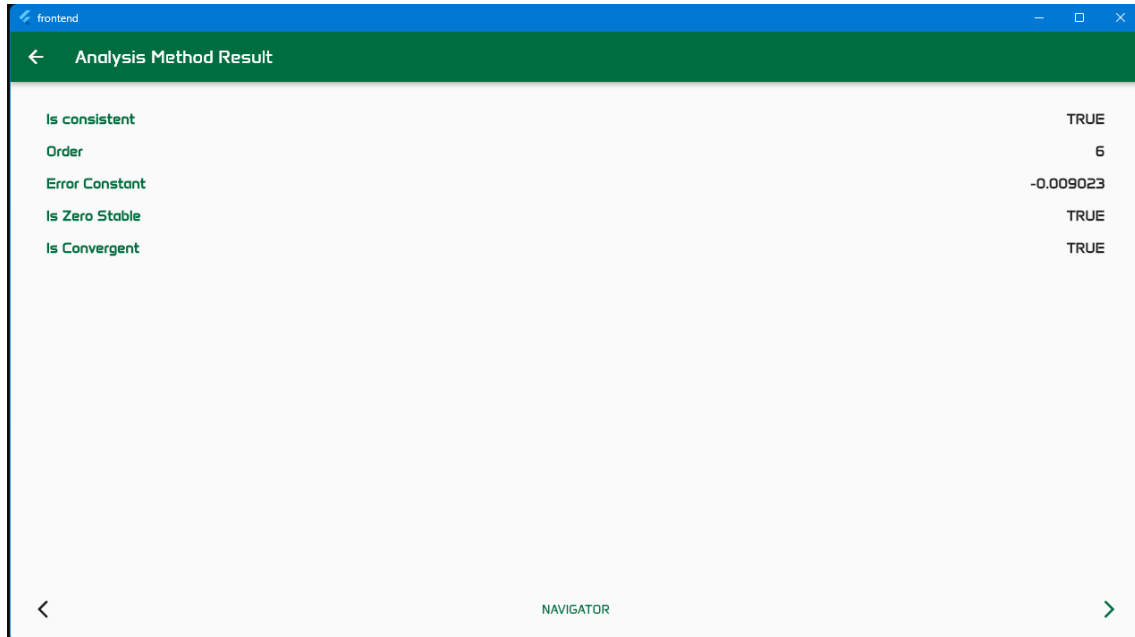 frontend
Analysis Method Result
Is consistent TRUE
Order 6
Error Constant -0.009023
Is Zero Stable TRUE
Is Convergent TRUE
NAVIGATOR